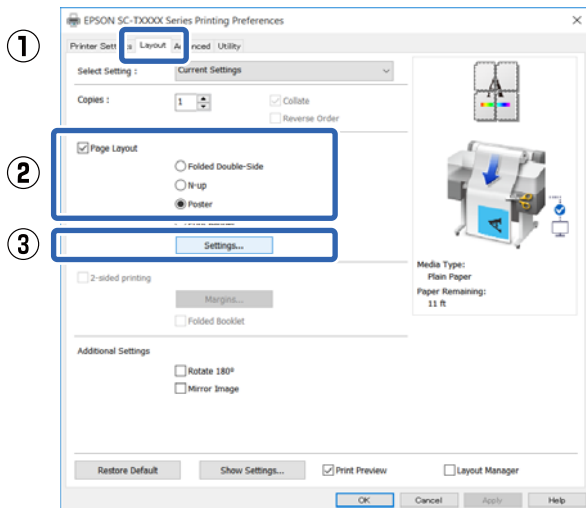 EPSON SC-TXXXX Series Printing Preferences
①
Layout
Utility
Select Setting :
Current Settings
Copies :
1
Collate
Reverse Order
②
Page Layout
Folded Double-Side
N-up
Poster
③
Settings...
2-sided printing
Margins...
Folded Booklet
Media Type:
Plain Paper
Paper Remaining:
11 ft
Additional Settings
Rotate 180º
Mirror Image
Restore Default
Show Settings...
Print Preview
Layout Manager
OK
Cancel
Apply
Help